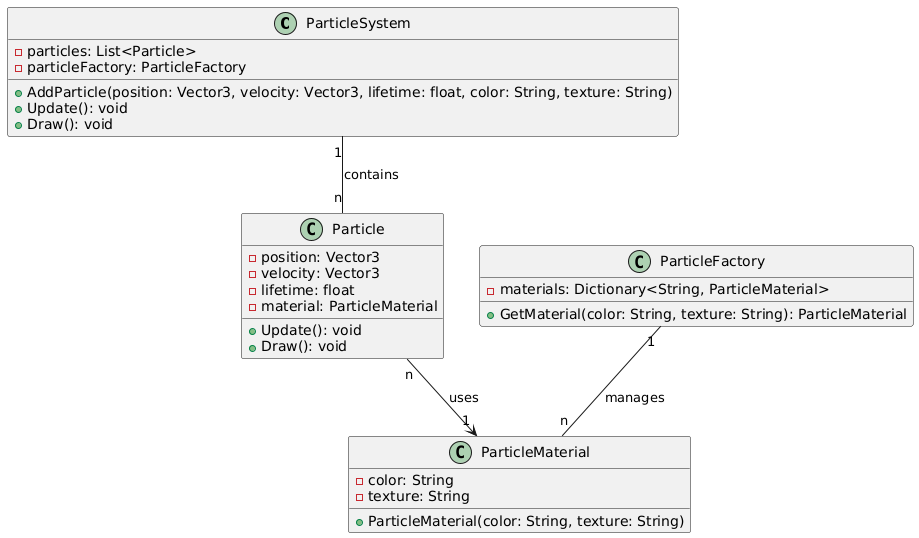 C ParticleSystem
particles: List<Particle>
particleFactory: ParticleFactory
AddParticle(position: Vector3, velocity: Vector3, lifetime: float, color: String, texture: String)
Update(): void
Draw(): void
1
contains
n
C Particle
position: Vector3
velocity: Vector3
lifetime: float
material: ParticleMaterial
Update(): void
Draw(): void
C ParticleFactory
materials: Dictionary<String, ParticleMaterial>
GetMaterial(color: String, texture: String): ParticleMaterial
n
uses
1
1
manages
n
C ParticleMaterial
color: String
texture: String
ParticleMaterial(color: String, texture: String)